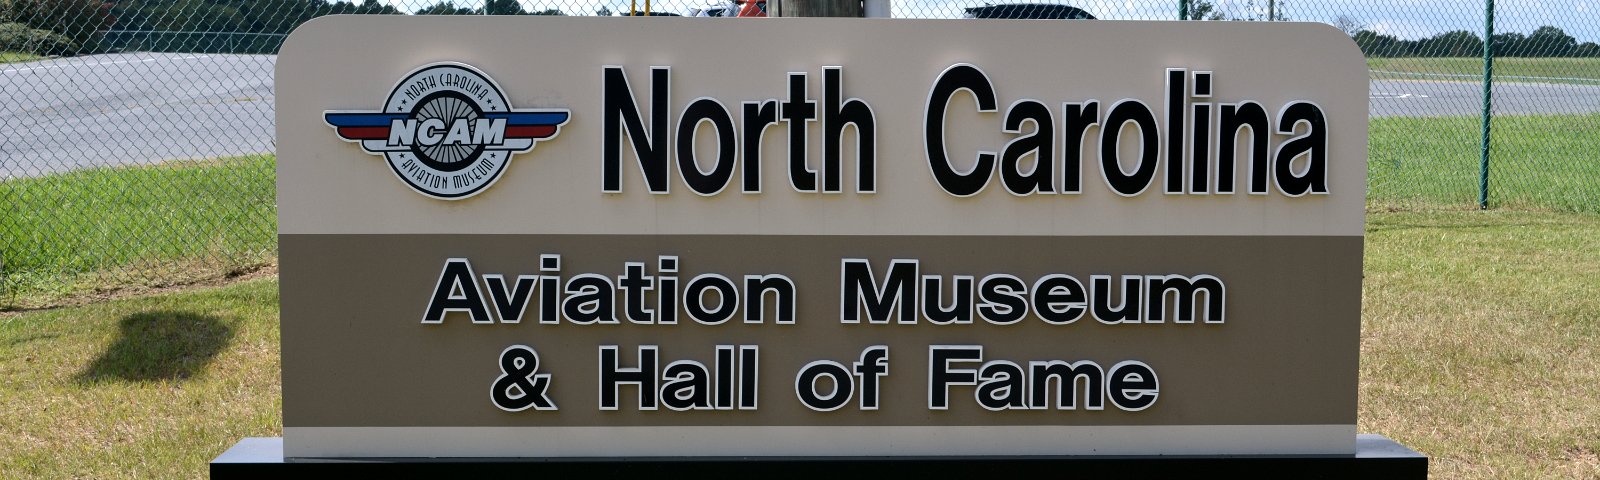 NORTH CAROLINA
NCAM
AVIATION MUSEUM
North Carolina
Aviation Museum
& Hall of Fame